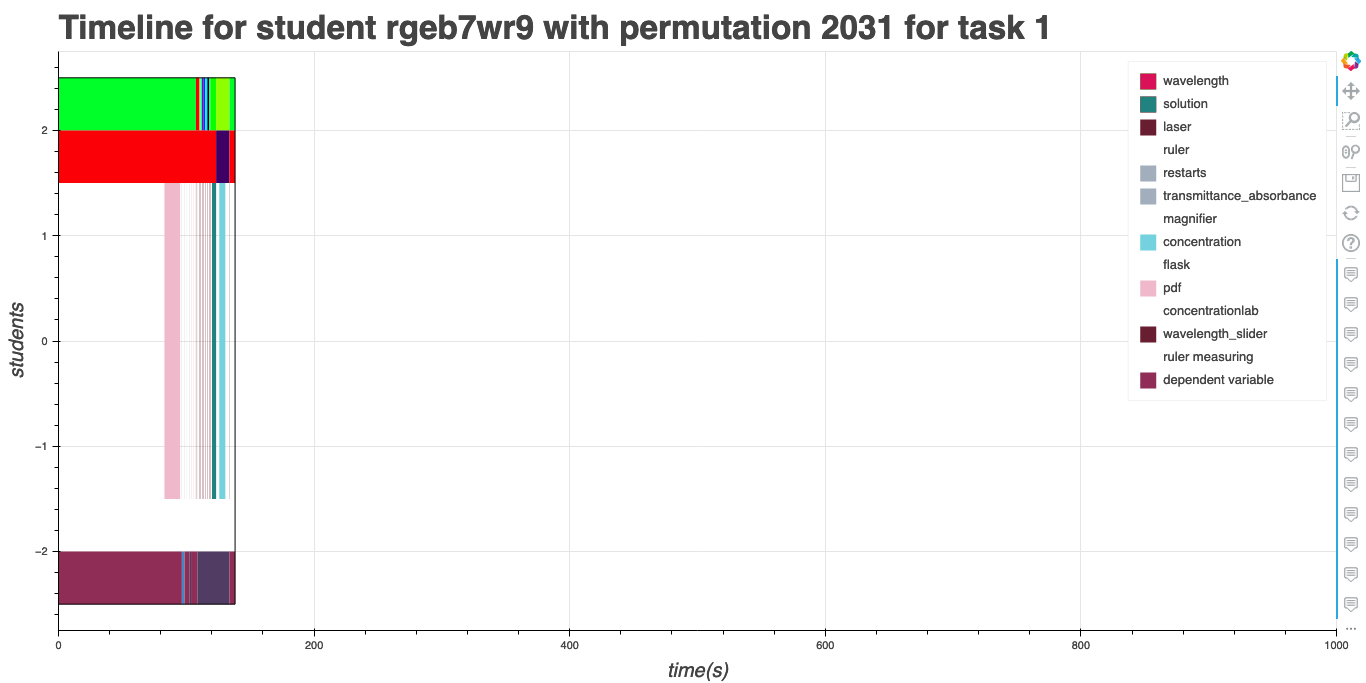 Timeline for student rgeb7wr9 with permutation 2031 for task 1
wavelength
solution
laser
ruler
restarts
transmittance_absorbance
magnifier
concentration
flask
pdf
concentrationlab
wavelength_slider
ruler measuring
dependent variable
students
2
1
0
−1
−2
0 200 400 600 800 1000
time(s)